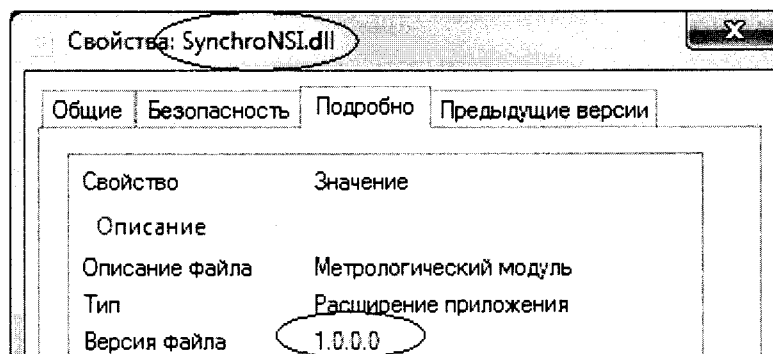 Свойства: SynchroNSI.dll
Общие Безопасность Подробно Предыдущие версии
Свойство Значение
Описание
Описание файла Метрологический модуль
Тип Расширение приложения
Версия файла 1.0.0.0